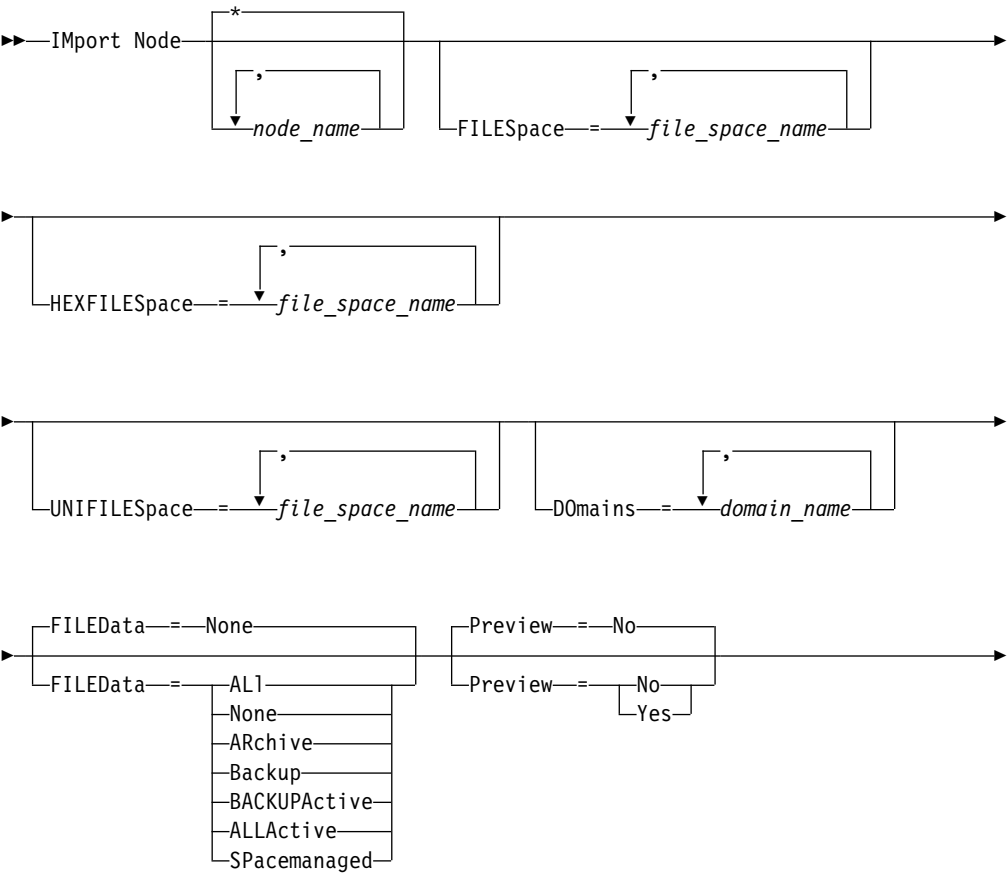 *
IMport Node
,
,
node_name
FILESpace = file_space_name
,
HEXFILESpace = file_space_name
,
,
UNIFILESpace = file_space_name
DOmains = domain_name
FILEData = None
Preview = No
FILEData = ALl
Preview = No
None
Yes
ARchive
Backup
BACKUPActive
ALLActive
SPacemanaged